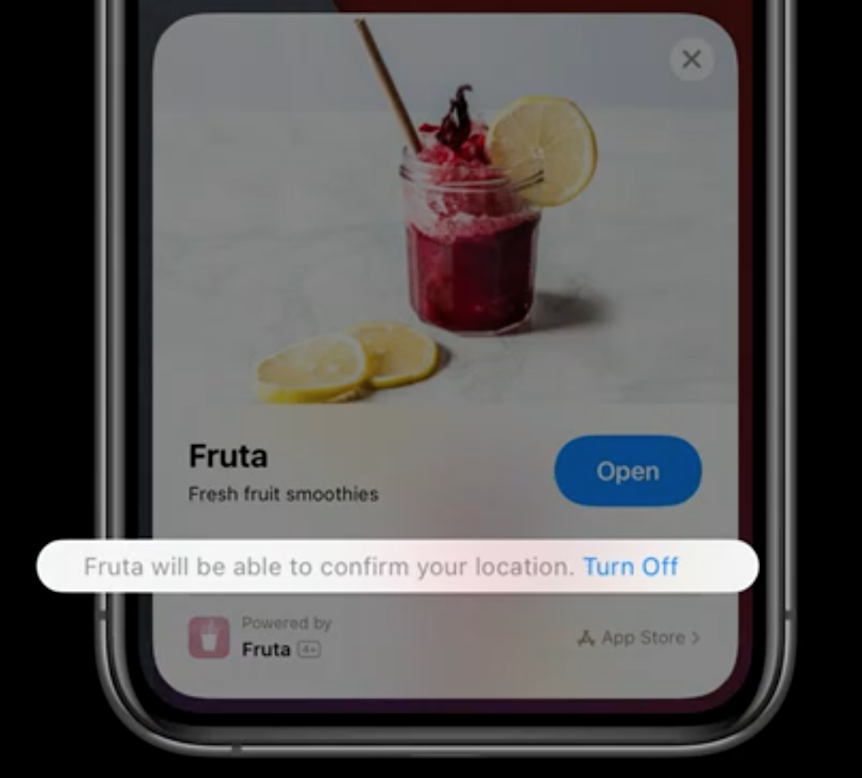 Fruta
Open
Fresh fruit smoothies
Fruta will be able to confirm your location. Turn Off
Powered by
Fruta 4+
App Store >